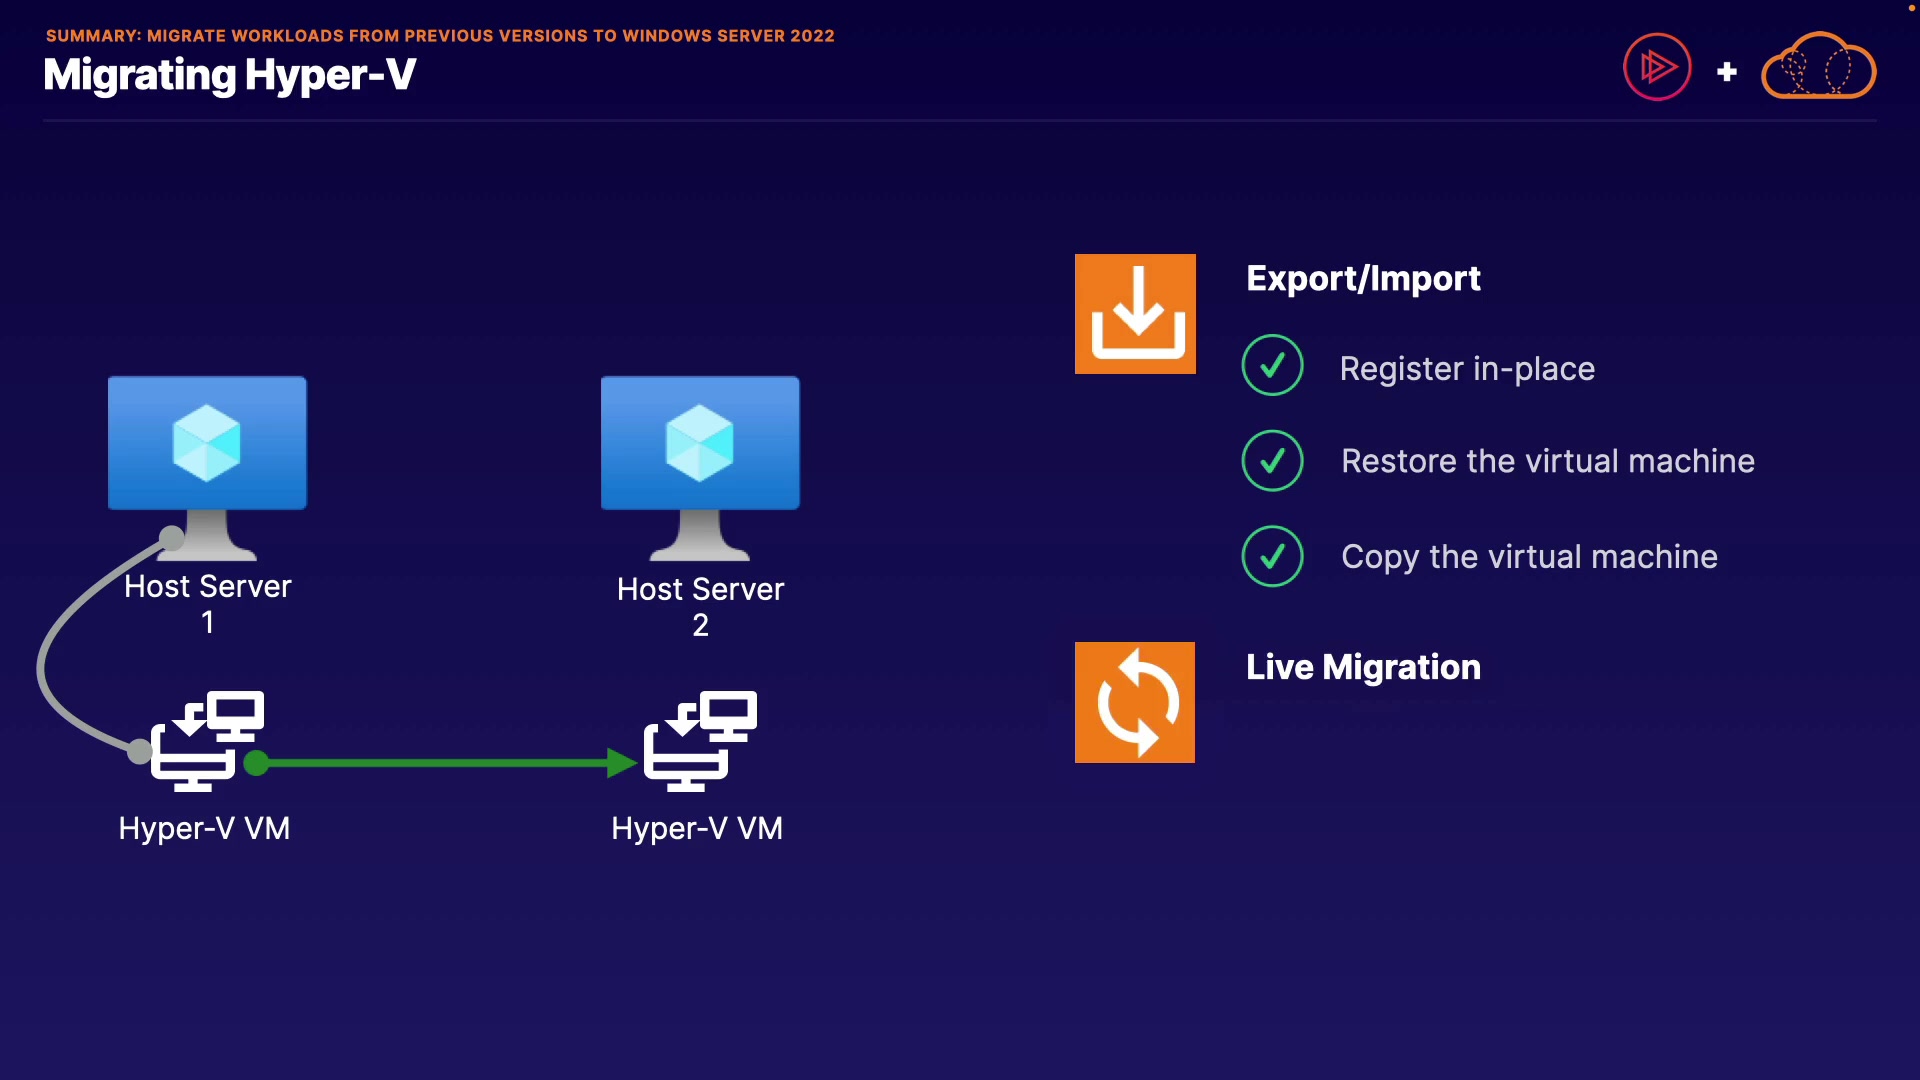 SUMMARY: MIGRATE WORKLOADS FROM PREVIOUS VERSIONS TO WINDOWS SERVER 2022
Migrating Hyper-V
Host Server
1
Hyper-V VM
Host Server
2
Hyper-V VM
Export/Import
Register in-place
Restore the virtual machine
Copy the virtual machine
Live Migration